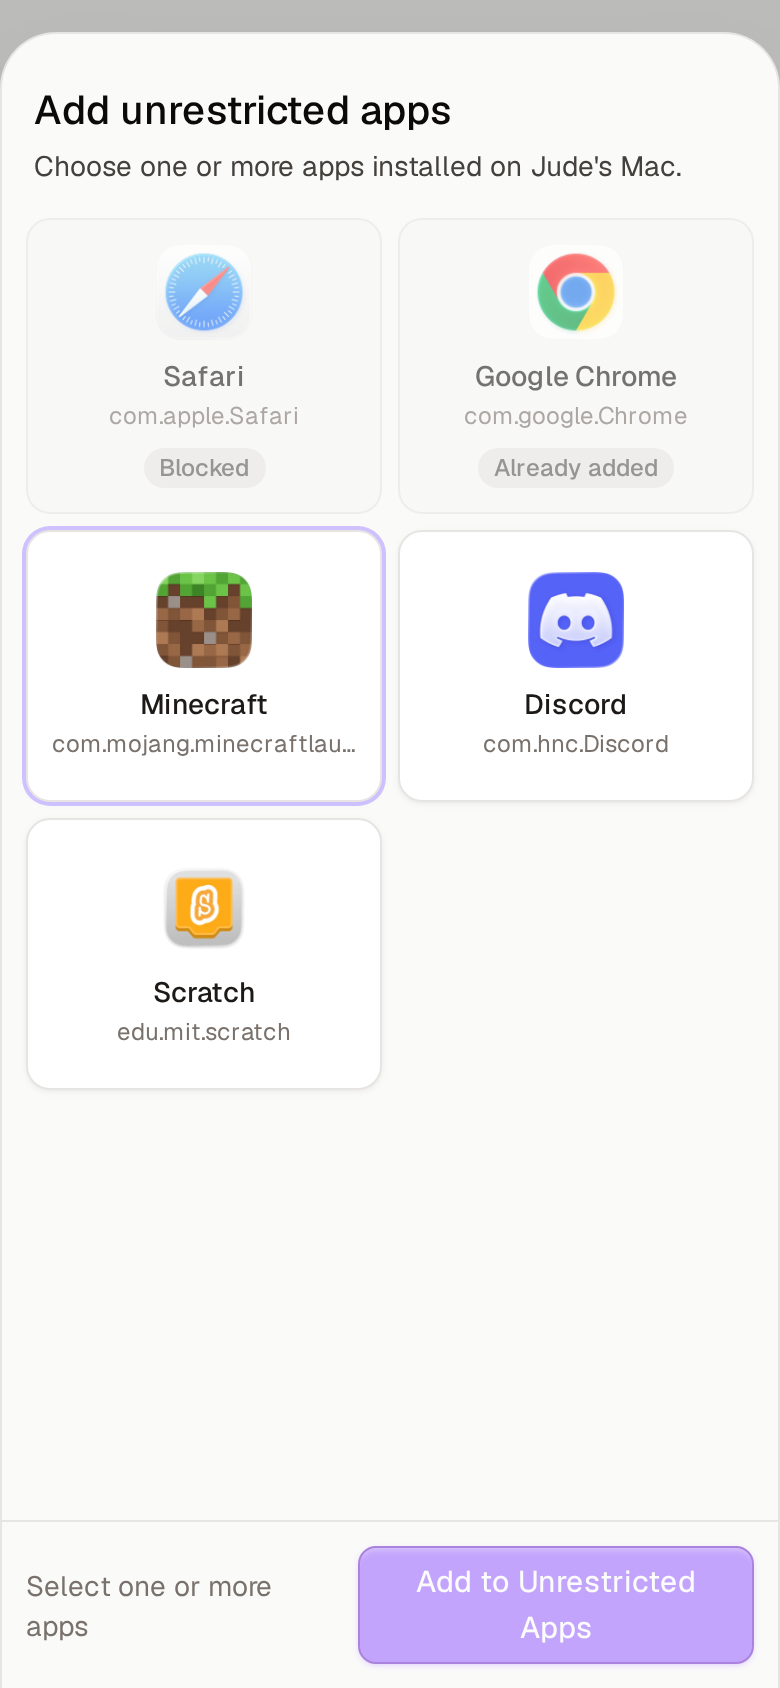 Add unrestricted apps
Choose one or more apps installed on Jude's Mac.
Safari
com.apple.Safari
Blocked
Google Chrome
com.google.Chrome
Already added
Minecraft
com.mojang.minecraftlau...
Discord
com.hnc.Discord
S
Scratch
edu.mit.scratch
Select one or more
apps
Add to Unrestricted
Apps